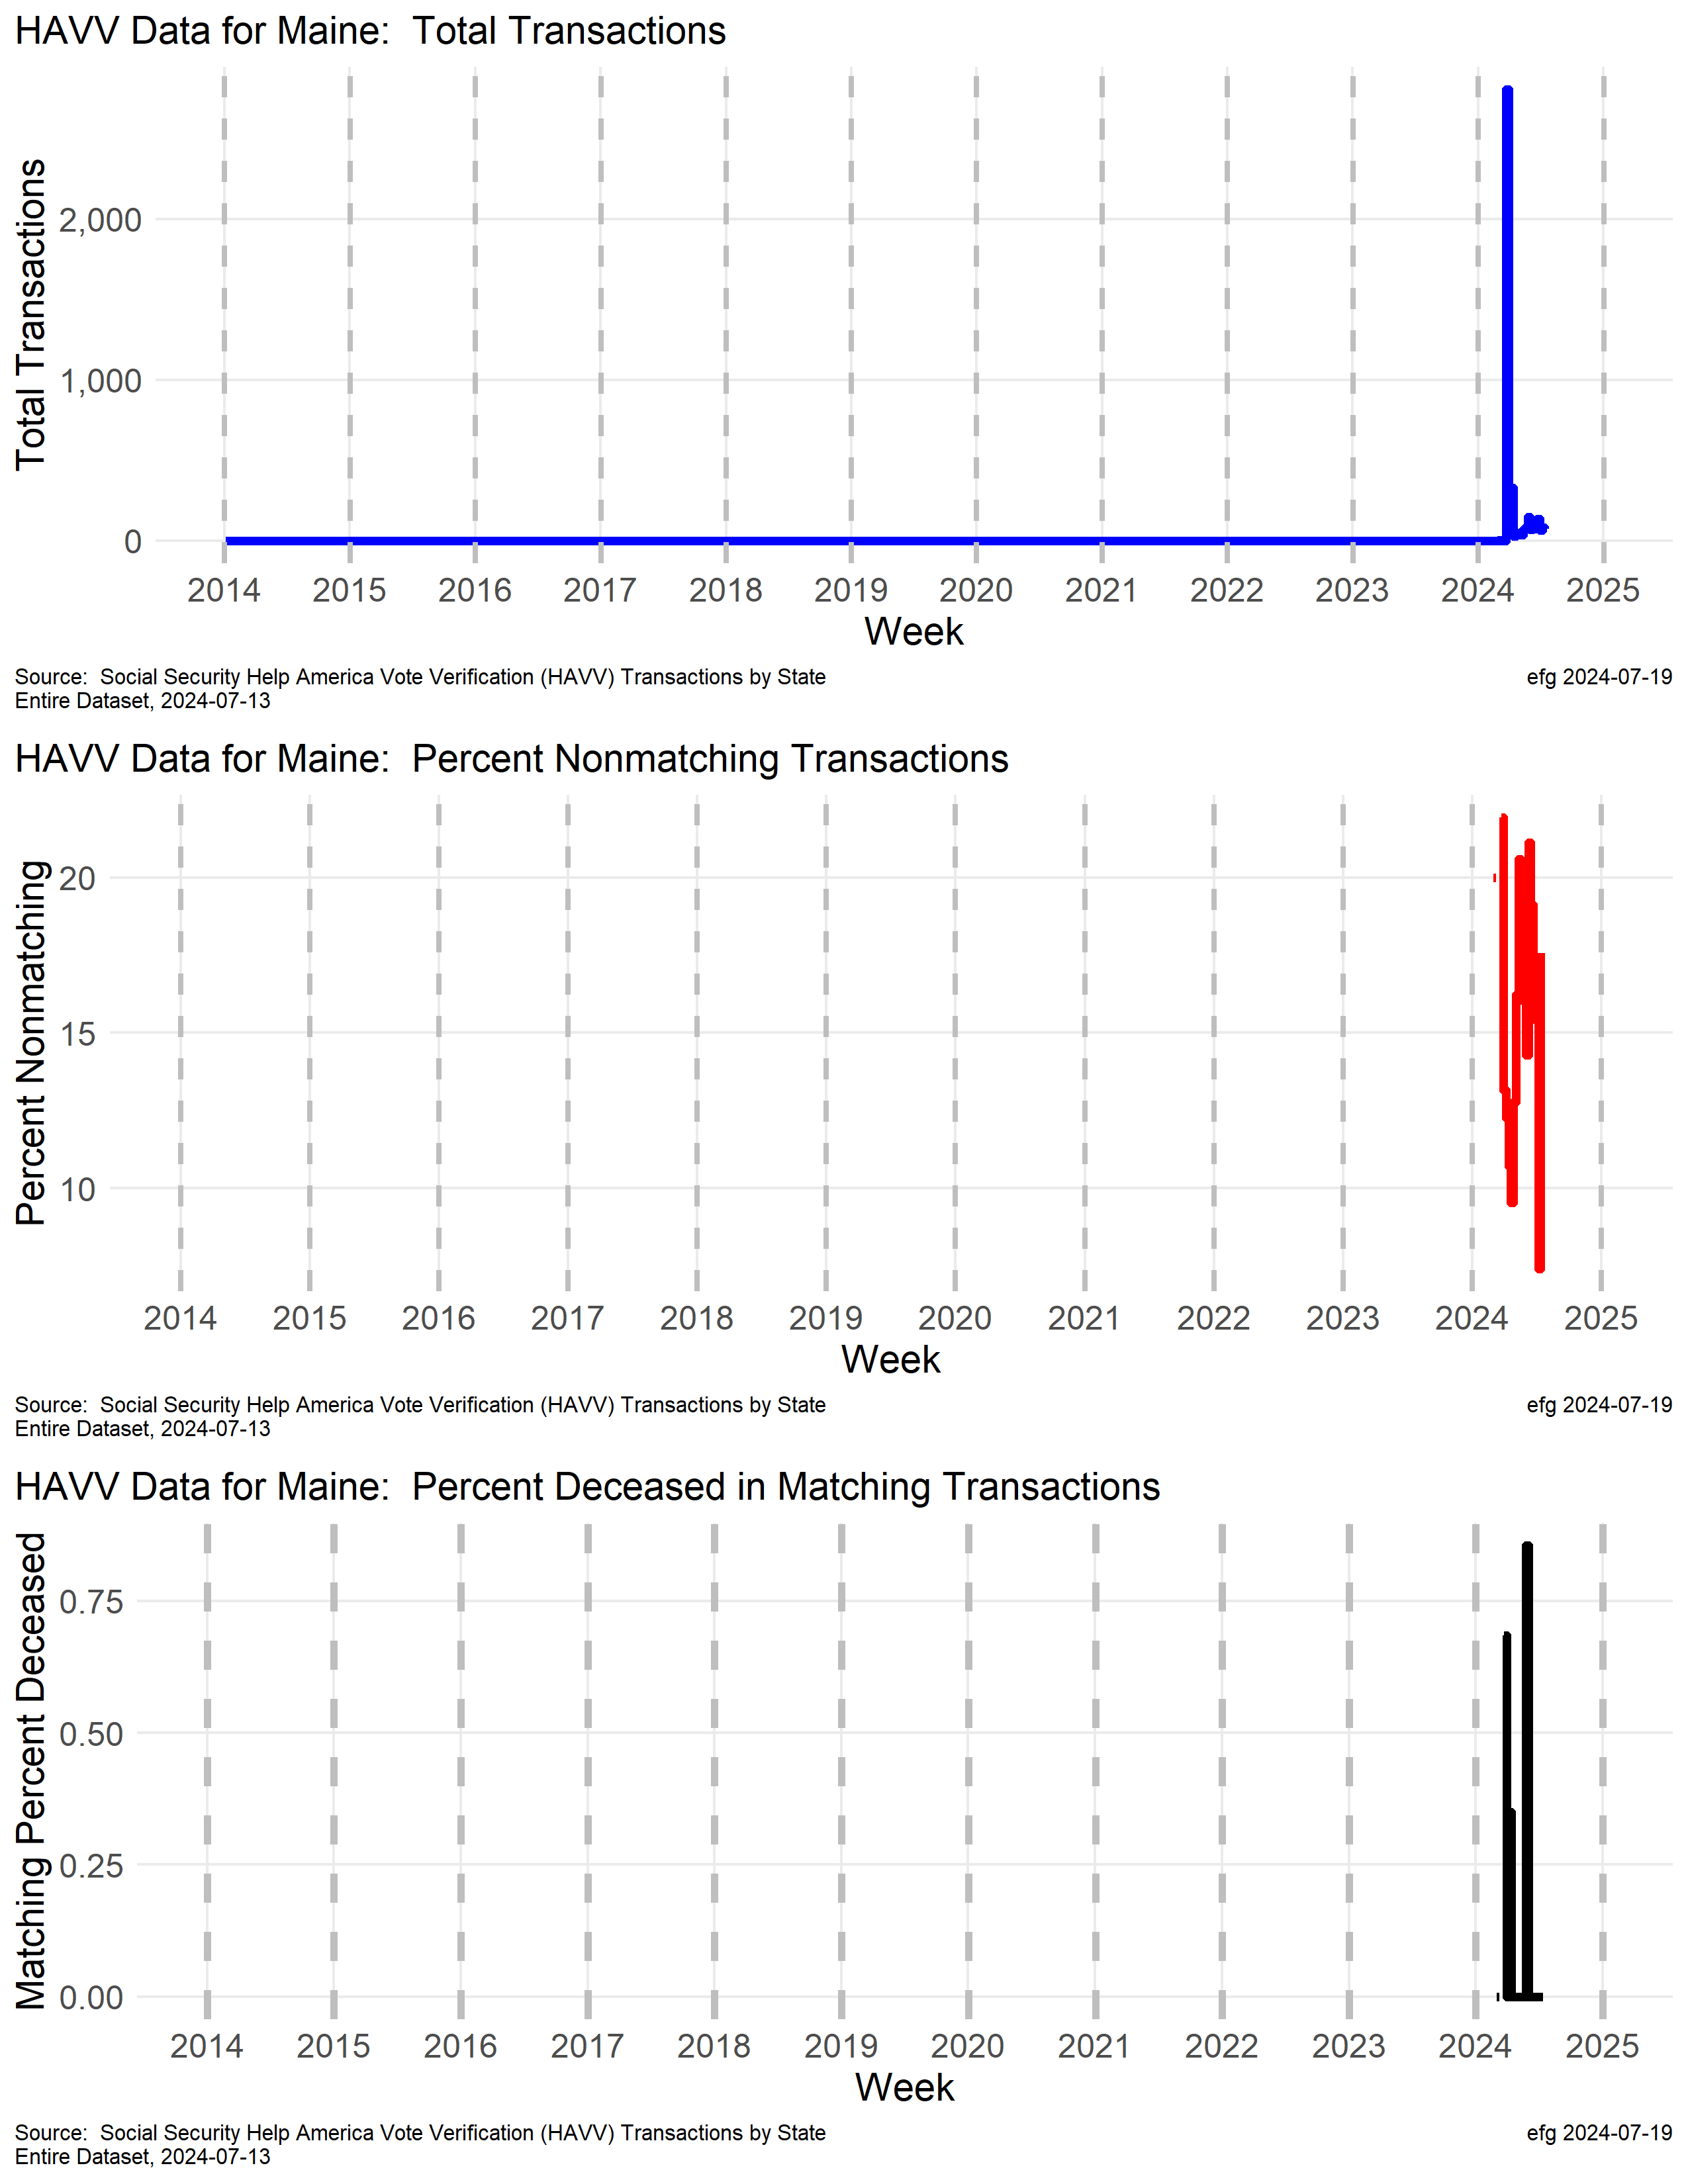 HAVV Data for Maine:  Total Transactions
Total Transactions
2,000
1,000
0
2014 2015 2016 2017 2018 2019 2020 2021 2022 2023 2024 2025
Week
Source:  Social Security Help America Vote Verification (HAVV) Transactions by State
Entire Dataset, 2024-07-13
efg 2024-07-19
HAVV Data for Maine:  Percent Nonmatching Transactions
Percent Nonmatching
20
15
10
2014 2015 2016 2017 2018 2019 2020 2021 2022 2023 2024 2025
Week
Source:  Social Security Help America Vote Verification (HAVV) Transactions by State
Entire Dataset, 2024-07-13
efg 2024-07-19
HAVV Data for Maine:  Percent Deceased in Matching Transactions
Matching Percent Deceased
0.75
0.50
0.25
0.00
2014 2015 2016 2017 2018 2019 2020 2021 2022 2023 2024 2025
Week
Source:  Social Security Help America Vote Verification (HAVV) Transactions by State
Entire Dataset, 2024-07-13
efg 2024-07-19